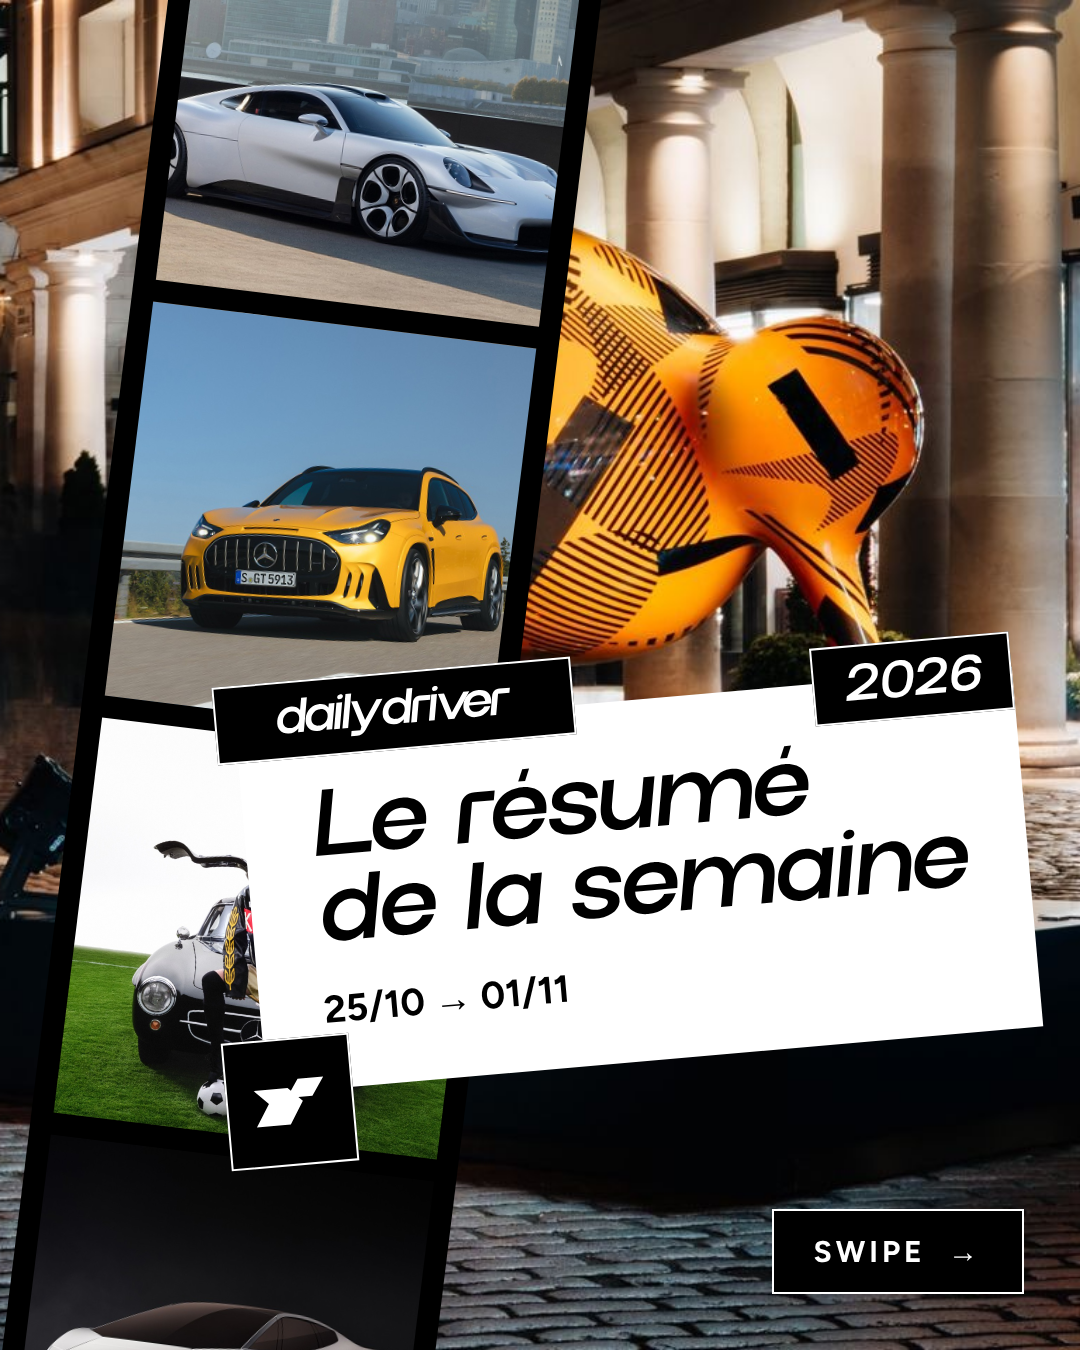 S GT 5913
dailydriver
2026
Le résumé
de la semaine
25/10 → 01/11
SWIPE →